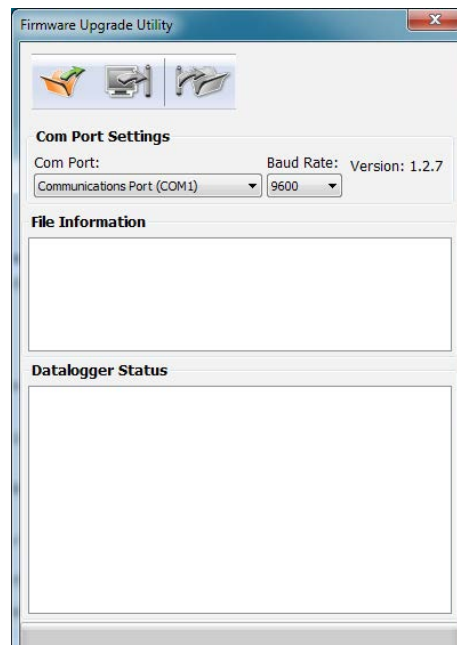 Firmware Upgrade Utility
X
Com Port Settings
Com Port: Baud Rate: Version: 1.2.7
Communications Port (COM1) 9600
File Information
Datalogger Status